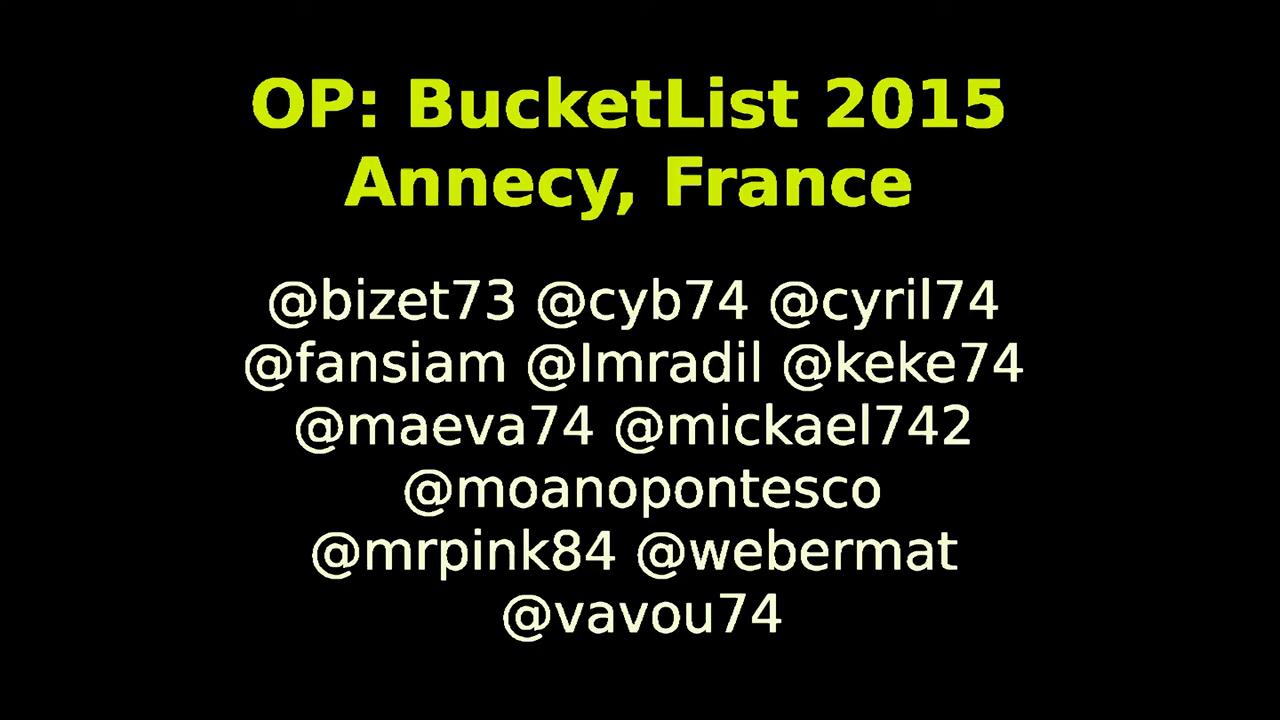 OP: BucketList 2015
Annecy, France
@bizet73 @cyb74 @cyril74
@fansiam @Imradil @keke74
@maeva74 @mickael742
@moanopontesco
@mrpink84 @webermat
@vavou74